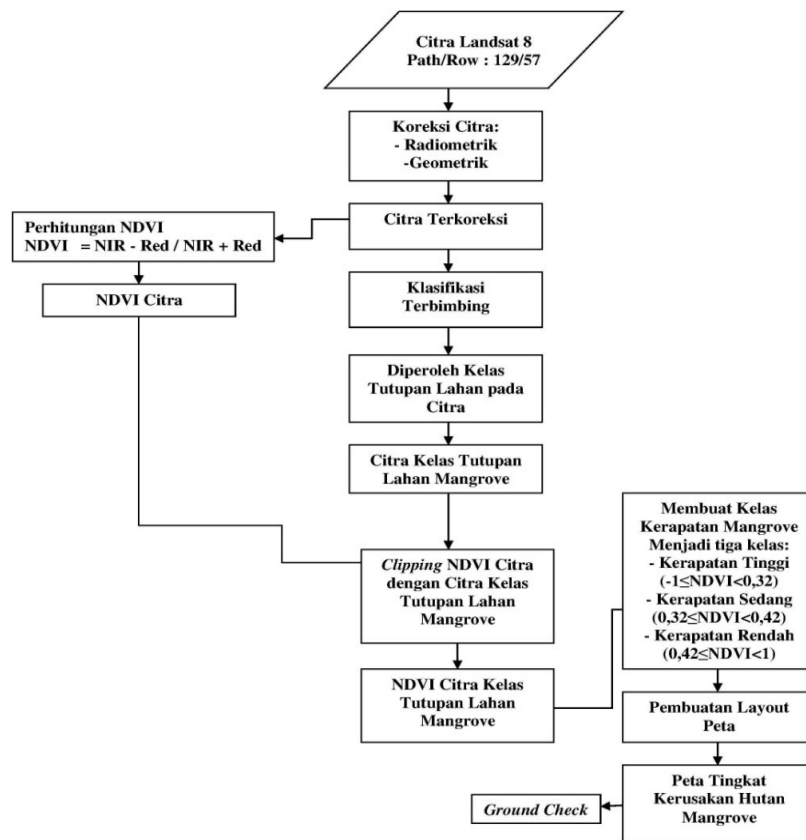 Citra Landsat 8
Path/Row : 129/57
Koreksi Citra:
- Radiometrik
-Geometrik
Citra Terkoreksi
Perhitungan NDVI
NDVI = NIR - Red / NIR + Red
NDVI Citra
Klasifikasi
Terbimbing
Diperoleh Kelas
Tutupan Lahan pada
Citra
Citra Kelas Tutupan
Lahan Mangrove
Clipping NDVI Citra
dengan Citra Kelas
Tutupan Lahan
Mangrove
NDVI Citra Kelas
Tutupan Lahan
Mangrove
Membuat Kelas
Kerapatan Mangrove
Menjadi tiga kelas:
- Kerapatan Tinggi
(-1≤NDVI<0,32)
- Kerapatan Sedang
(0,32≤NDVI<0,42)
- Kerapatan Rendah
(0,42≤NDVI<1)
Pembuatan Layout
Peta
Peta Tingkat
Kerusakan Hutan
Mangrove
Ground Check